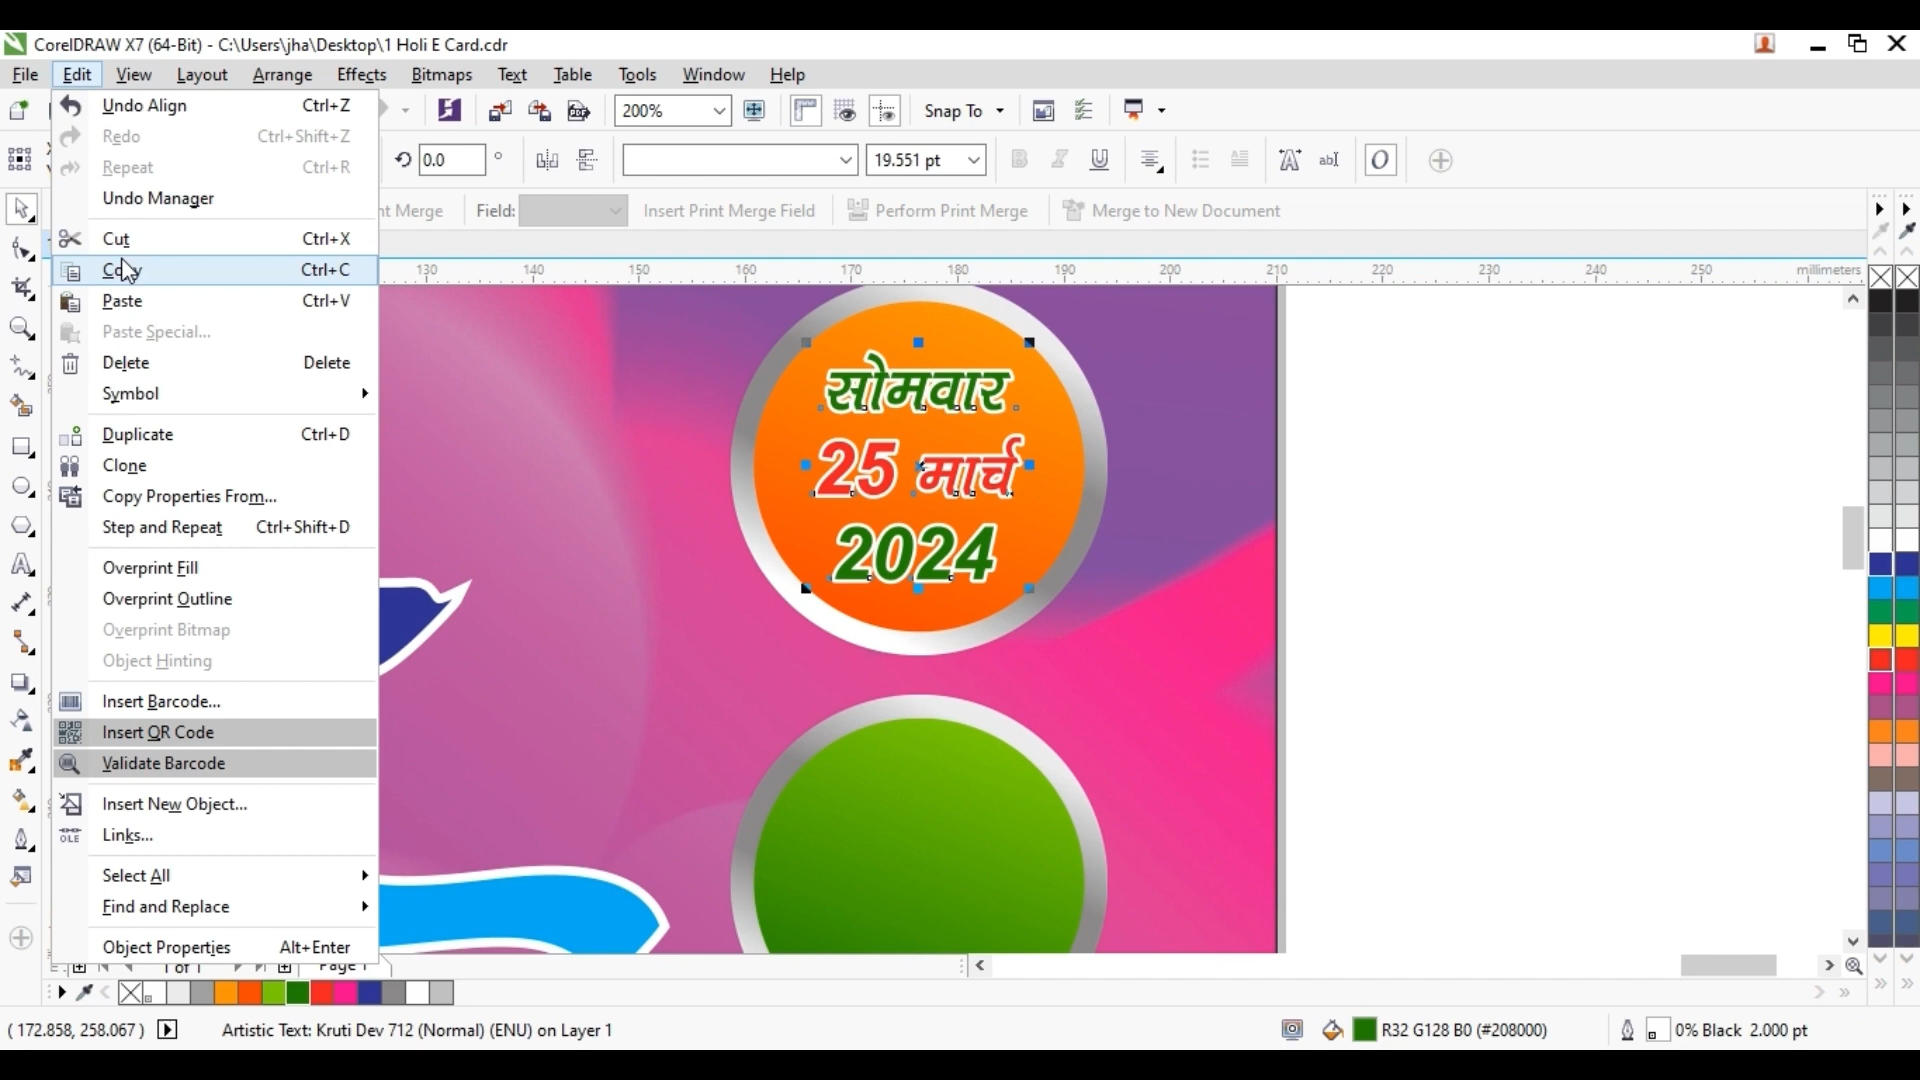 CorelDRAW X7 (64-Bit) - C:\Users\jha\Desktop\1 Holi E Card.cdr
File Edit View Layout Arrange Effects Bitmaps Text Table Tools Window Help
Undo Align Ctrl+Z
200%
Snap To
Redo Ctrl+Shift+Z
Repeat Ctrl+R
0.0 °
19.551 pt
Undo Manager
nt Merge Field: Insert Print Merge Field Perform Print Merge Merge to New Document
Cut Ctrl+X
Copy Ctrl+C
130 140 150 160 170 180 190 200 210 220 230 240 250 millimeters
Paste Ctrl+V
Paste Special...
Delete Delete
Symbol
Duplicate Ctrl+D
Clone
Copy Properties From...
Step and Repeat Ctrl+Shift+D
Overprint Fill
Overprint Outline
Overprint Bitmap
Object Hinting
Insert Barcode...
Insert QR Code
Validate Barcode
Insert New Object...
Links...
Select All
Find and Replace
Object Properties Alt+Enter
सोमवार
25 मार्च
2024
1 of 1 Page 1
( 172.858, 258.067 ) Artistic Text: Kruti Dev 712 (Normal) (ENU) on Layer 1 R32 G128 B0 (#208000) 0% Black 2.000 pt